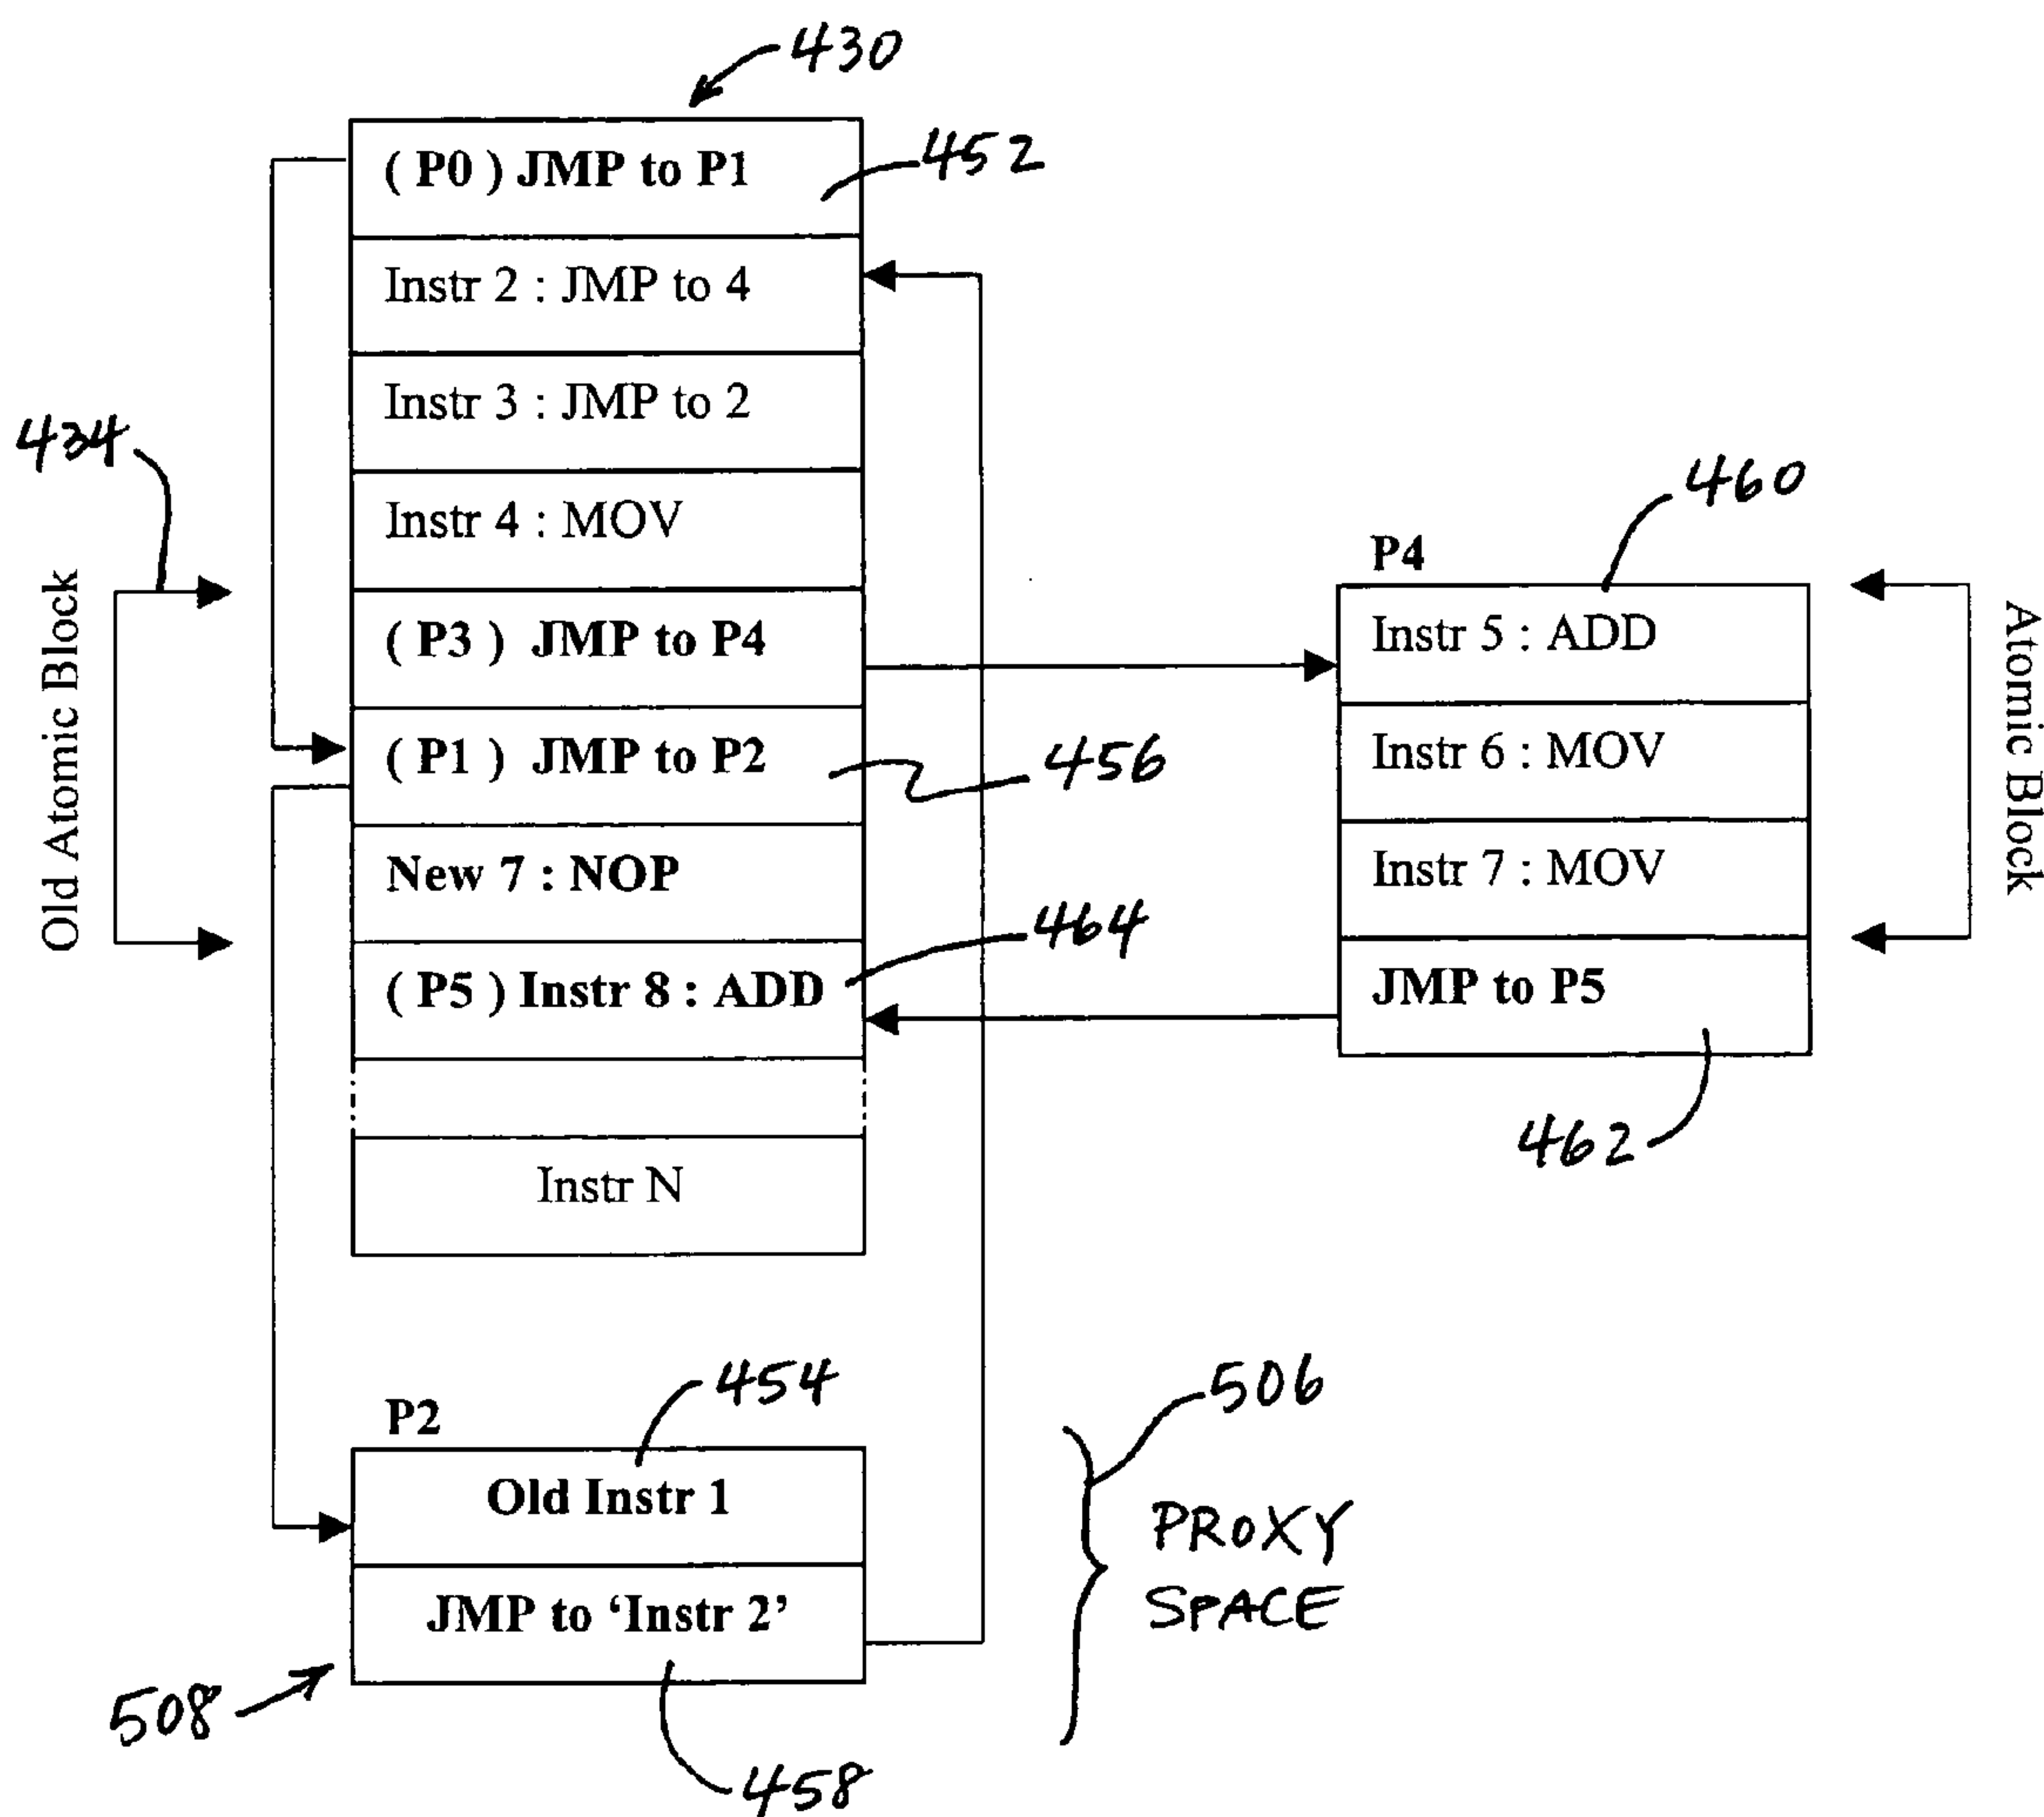 430
( P0 ) JMP to P1
452
Instr 2 : JMP to 4
Instr 3 : JMP to 2
434
Instr 4 : MOV
460
Old Atomic Block
( P3 ) JMP to P4
P4
Instr 5 : ADD
Atomic Block
( P1 ) JMP to P2
456
Instr 6 : MOV
New 7 : NOP
Instr 7 : MOV
464
( P5 ) Instr 8 : ADD
JMP to P5
462
Instr N
454
506
P2
Old Instr 1
PROXY
SPACE
JMP to ‘Instr 2’
508
458